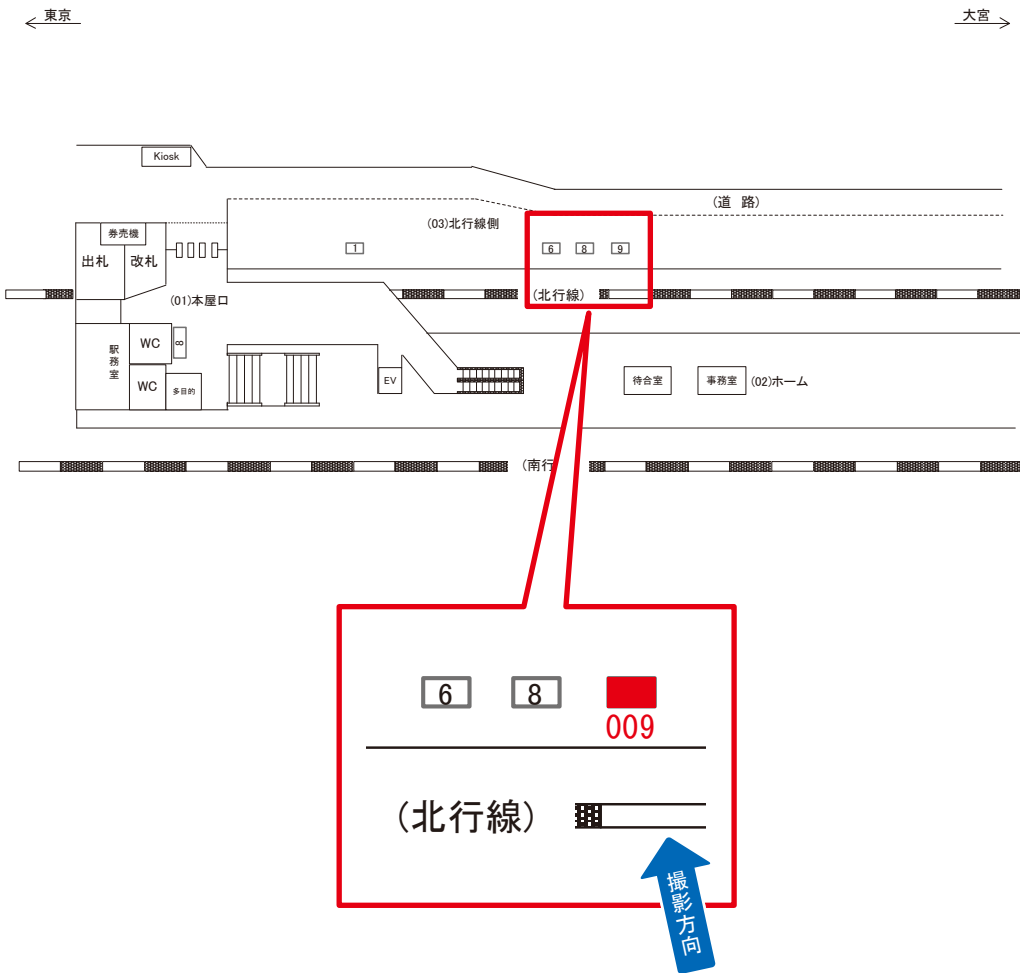 東京
大宮
Kiosk
(道 路)
(03)北行線側
券売機
出札
改札
1
6
8
9
(01)本屋口
(北行線)
駅務室
WC
8
WC
多目的
EV
待合室
事務室
(02)ホーム
(南行
6
8
009
(北行線)
撮影方向